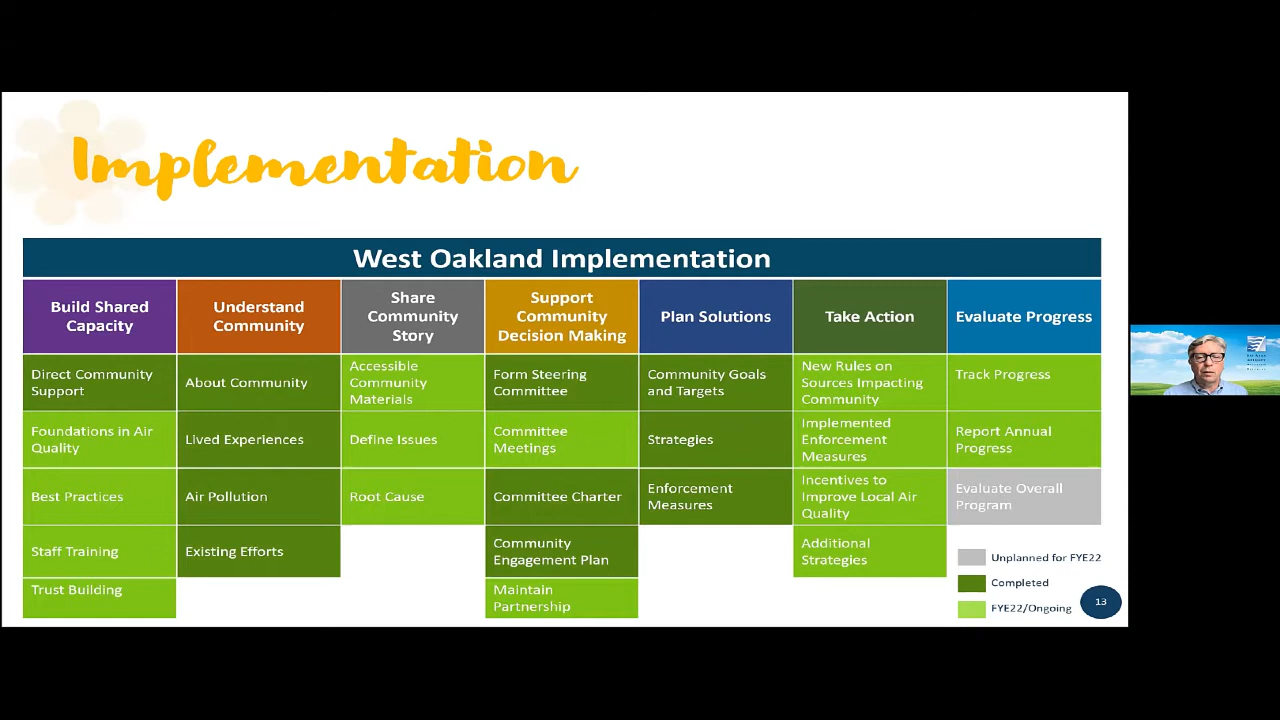 Implementation
West Oakland Implementation
Build Shared
Capacity
Understand
Community
Share
Community
Story
Support
Community
Decision Making
Plan Solutions
Take Action
Evaluate Progress
Direct Community
Support
About Community
Accessible
Community
Materials
Form Steering
Committee
Community Goals
and Targets
New Rules on
Sources Impacting
Community
Track Progress
Foundations in Air
Quality
Lived Experiences
Define Issues
Committee
Meetings
Strategies
Implemented
Enforcement
Measures
Report Annual
Progress
Best Practices
Air Pollution
Root Cause
Committee Charter
Enforcement
Measures
Incentives to
Improve Local Air
Quality
Evaluate Overall
Program
Staff Training
Existing Efforts
Community
Engagement Plan
Additional
Strategies
Trust Building
Maintain
Partnership
Unplanned for FYE22
Completed
FYE22/Ongoing
13